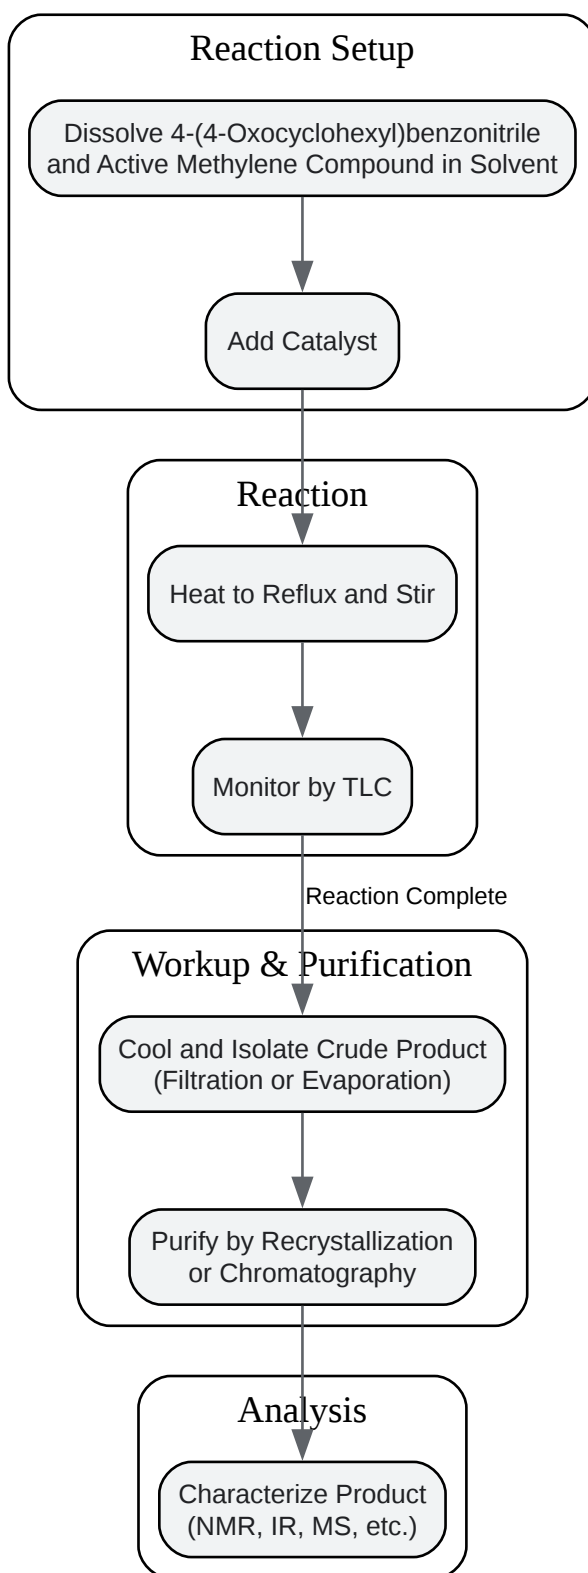 Reaction Setup
Dissolve 4-(4-Oxocyclohexyl)benzonitrile
and Active Methylene Compound in Solvent
Add Catalyst
Reaction
Heat to Reflux and Stir
Monitor by TLC
Reaction Complete
Workup & Purification
Cool and Isolate Crude Product
(Filtration or Evaporation)
Purify by Recrystallization
or Chromatography
Analysis
Characterize Product
(NMR, IR, MS, etc.)